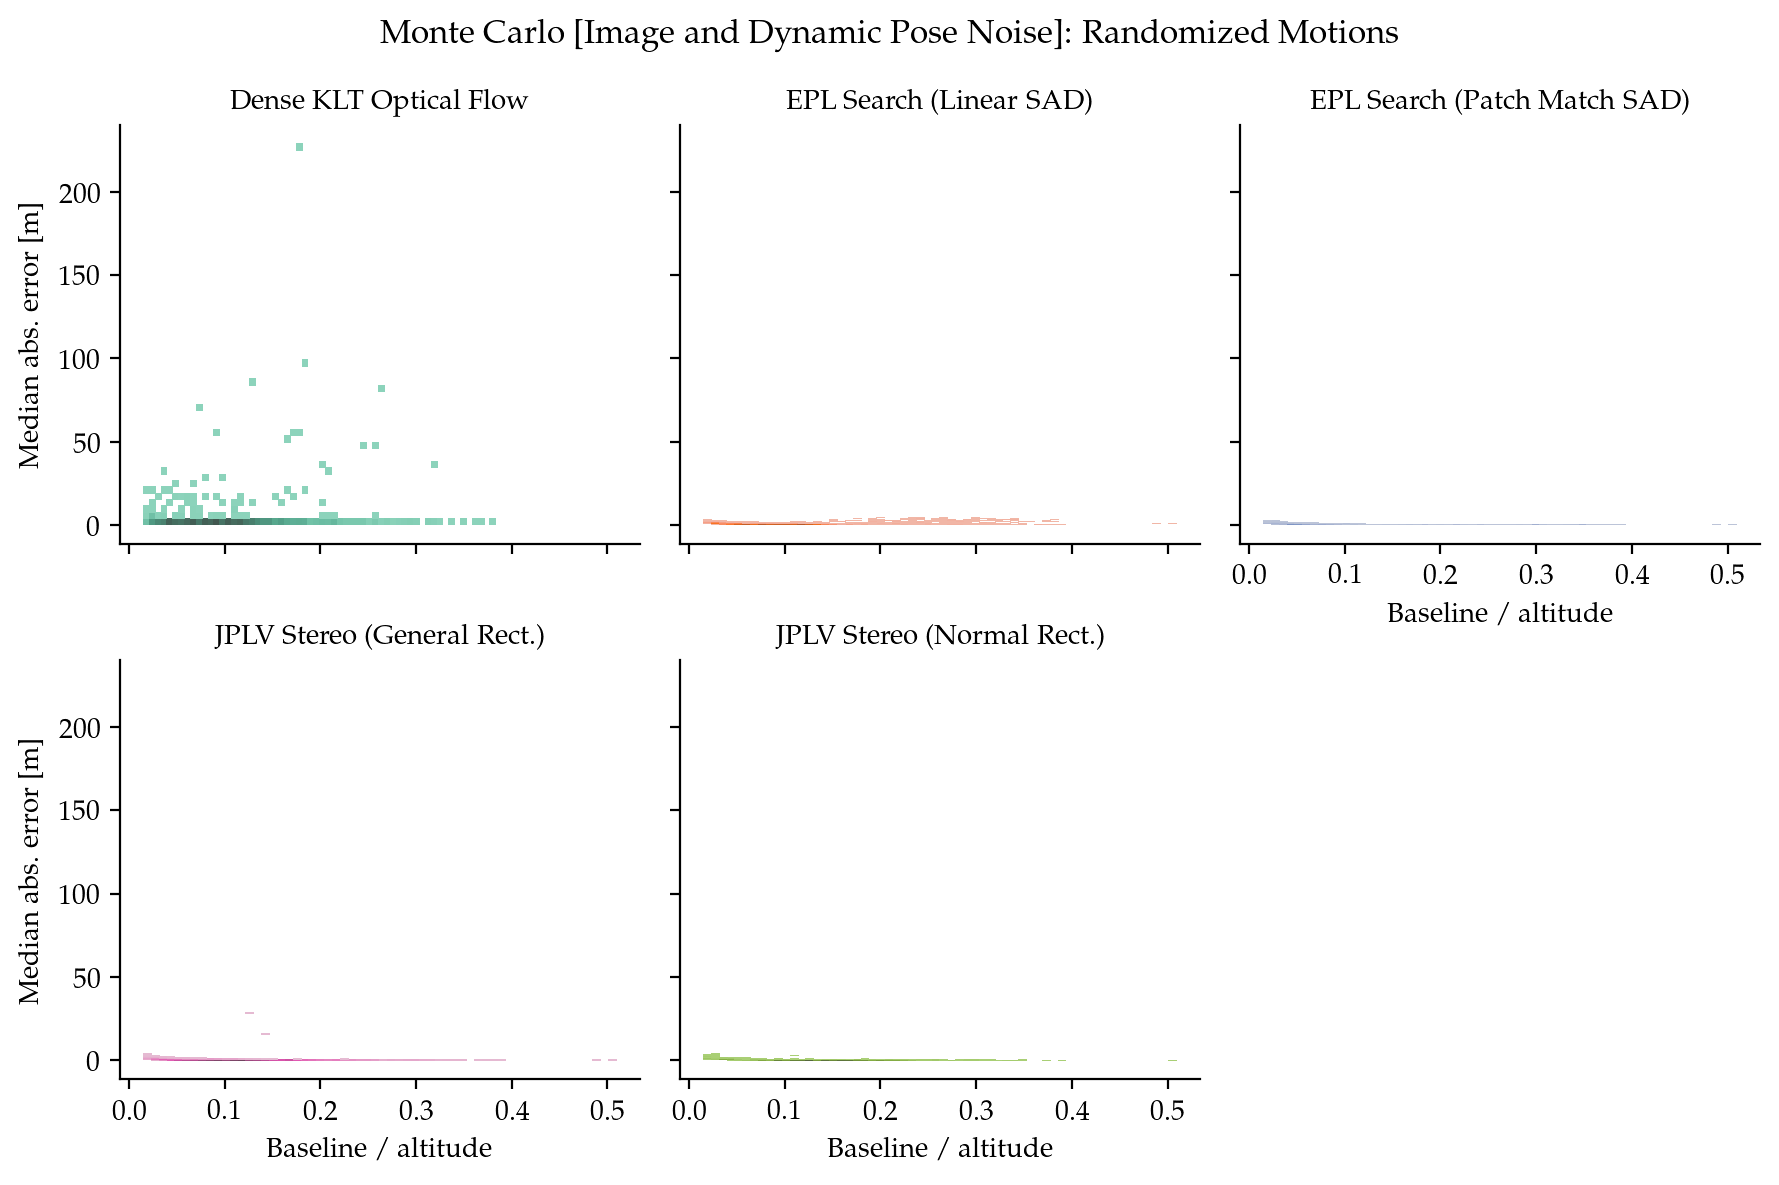 Monte Carlo [Image and Dynamic Pose Noise]: Randomized Motions
Dense KLT Optical Flow
EPL Search (Linear SAD)
EPL Search (Patch Match SAD)
Median abs. error [m]
200
150
100
50
0
0.0 0.1 0.2 0.3 0.4 0.5
Baseline / altitude
JPLV Stereo (General Rect.)
JPLV Stereo (Normal Rect.)
Median abs. error [m]
200
150
100
50
0
0.0 0.1 0.2 0.3 0.4 0.5
Baseline / altitude
0.0 0.1 0.2 0.3 0.4 0.5
Baseline / altitude